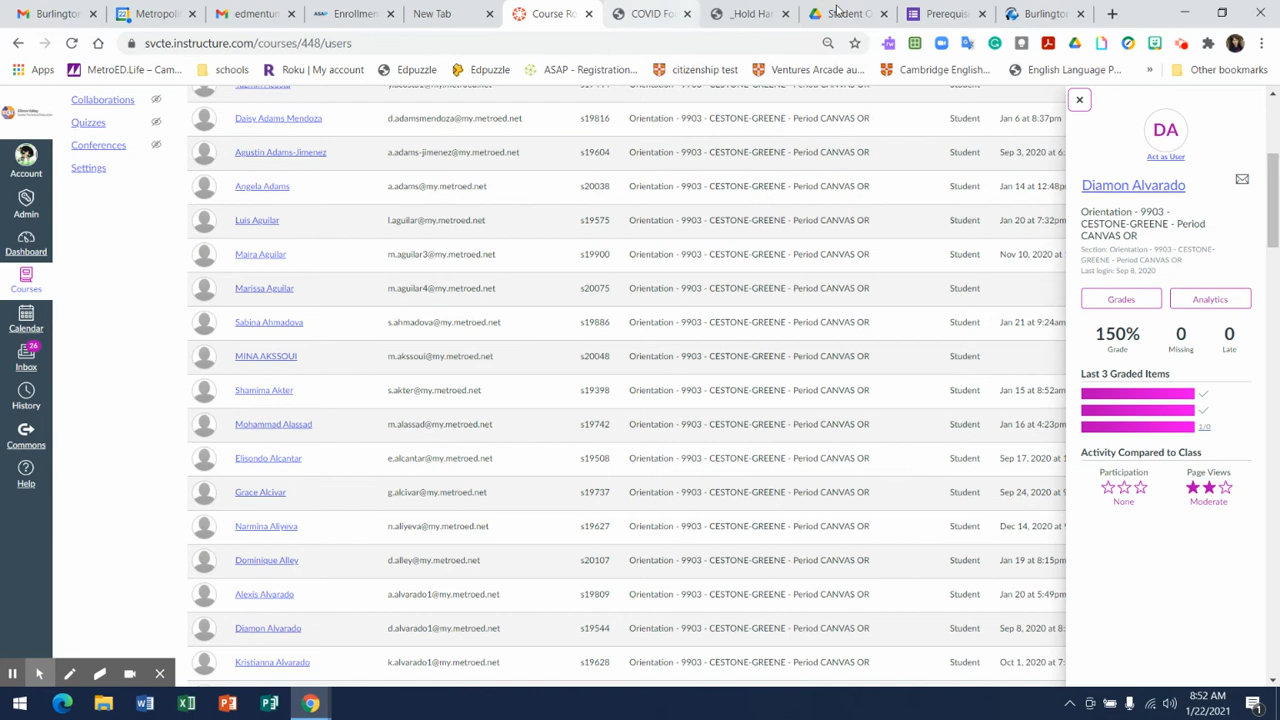 Burlington
Metropoli
Enrollmen
New Tab
Course Ro
COVID Fo
_Hold Har
Student C
Prerequis
Burlington
svcte.instructure.com/courses/448/users
Apps
MetroED.Life – Cam...
schools
Roku | My account
Edpuzzle
Edpuzzle
ASAP - Registration...
citizenship test
Ventures Arcade au...
Cambridge English...
English Language P...
»
Other bookmarks
Collaborations
Quizzes
Conferences
Settings
Account
Admin
Dashboard
Courses
Calendar
26
Inbox
History
Commons
Help
Daisy Adams Mendoza d.adamsmendoza@my.metroed.net s19816 Orientation - 9903 - CESTONE-GREENE - Period CANVAS OR Student Jan 6 at 8:37pm
Agustin Adams-Jimenez a.adams-jimenez@my.metroed.net s19604 Orientation - 9903 - CESTONE-GREENE - Period CANVAS OR Student Sep 3, 2020 at 6:
Angela Adams a.adams@my.metroed.net s20038 Orientation - 9903 - CESTONE-GREENE - Period CANVAS OR Student Jan 14 at 12:48p
Luis Aguilar l.aguilar@my.metroed.net s19575 Orientation - 9903 - CESTONE-GREENE - Period CANVAS OR Student Jan 20 at 7:32pm
Maira Aguilar m.aguilar3@my.metroed.net s19900 Orientation - 9903 - CESTONE-GREENE - Period CANVAS OR Student Nov 10, 2020 at
Marissa Aguilar m.aguilar4@my.metroed.net s20075 Orientation - 9903 - CESTONE-GREENE - Period CANVAS OR Student
Sabina Ahmadova s.ahmadova@my.metroed.net s19886 Orientation - 9903 - CESTONE-GREENE - Period CANVAS OR Student Jan 21 at 9:24am
MINA AKSSOUI m.akssoui@my.metroed.net s20048 Orientation - 9903 - CESTONE-GREENE - Period CANVAS OR Student
Shamima Akter s.akter@my.metroed.net s19398 Orientation - 9903 - CESTONE-GREENE - Period CANVAS OR Student Jan 15 at 8:52am
Mohammad Alassad m.alassad@my.metroed.net s19742 Orientation - 9903 - CESTONE-GREENE - Period CANVAS OR Student Jan 16 at 4:23pm
Elisondo Alcantar e.alcantar@my.metroed.net s19508 Orientation - 9903 - CESTONE-GREENE - Period CANVAS OR Student Sep 17, 2020 at
Grace Alcivar g.alcivar@my.metroed.net s19737 Orientation - 9903 - CESTONE-GREENE - Period CANVAS OR Student Sep 24, 2020 at
Narmina Aliyeva n.aliyeva@my.metroed.net s19627 Orientation - 9903 - CESTONE-GREENE - Period CANVAS OR Student Dec 14, 2020 at
Dominique Alley d.alley@my.metroed.net s20107 Orientation - 9903 - CESTONE-GREENE - Period CANVAS OR Student Jan 19 at 8:15pm
Alexis Alvarado a.alvarado1@my.metroed.net s19809 Orientation - 9903 - CESTONE-GREENE - Period CANVAS OR Student Jan 20 at 5:49pm
Diamon Alvarado d.alvarado1@my.metroed.net s19544 Orientation - 9903 - CESTONE-GREENE - Period CANVAS OR Student Sep 8, 2020 at 8:
Kristianna Alvarado k.alvarado1@my.metroed.net s19628 Orientation - 9903 - CESTONE-GREENE - Period CANVAS OR Student Oct 1, 2020 at 7:
DA
Act as User
Diamon Alvarado
Orientation - 9903 -
CESTONE-GREENE - Period
CANVAS OR
Section: Orientation - 9903 - CESTONE-
GREENE - Period CANVAS OR
Last login: Sep 8, 2020
Grades Analytics
150% 0 0
Grade Missing Late
Last 3 Graded Items
1/0
Activity Compared to Class
Participation Page Views
None Moderate
8:52 AM
1/22/2021
1